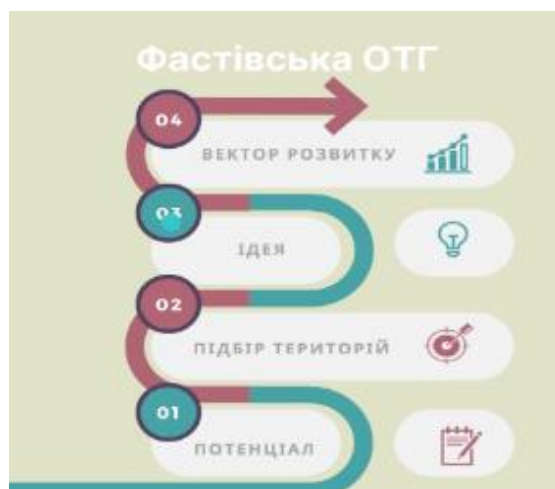 Фастівська ОТГ
04
ВЕКТОР РОЗВИТКУ
03
ІДЕЯ
02
ПІДБІР ТЕРИТОРІЙ
01
ПОТЕНЦІАЛ